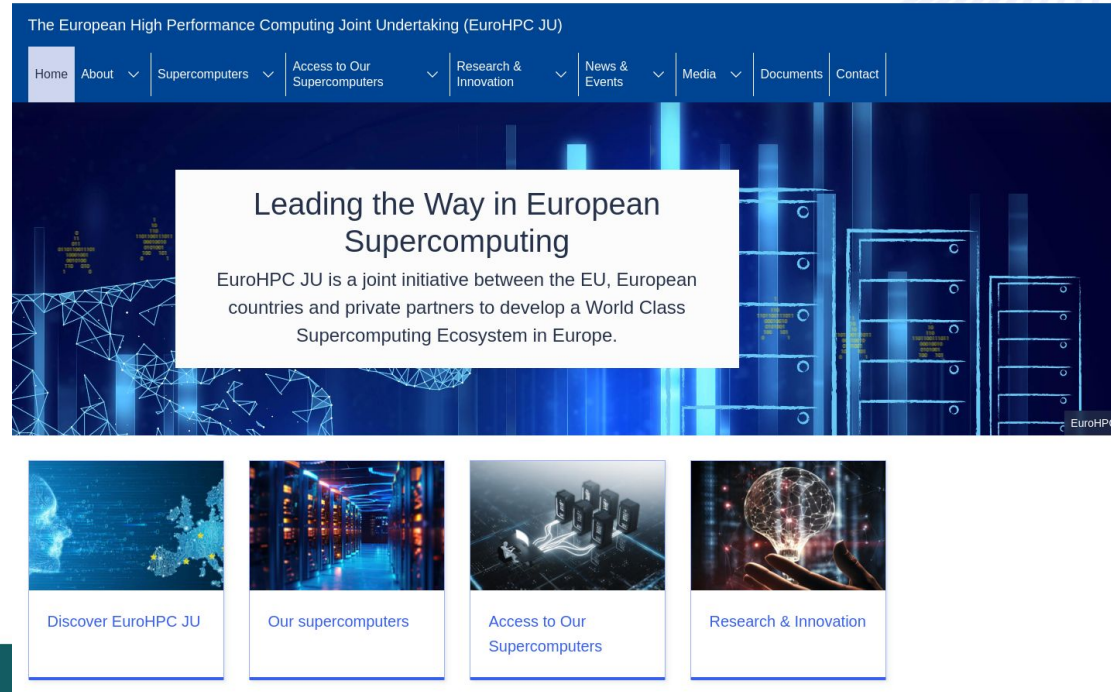 The European High Performance Computing Joint Undertaking (EuroHPC JU)
Home About Supercomputers Access to Our Supercomputers Research & Innovation News & Events Media Documents Contact
Leading the Way in European
Supercomputing
EuroHPC JU is a joint initiative between the EU, European
countries and private partners to develop a World Class
Supercomputing Ecosystem in Europe.
Discover EuroHPC JU
Our supercomputers
Access to Our
Supercomputers
Research & Innovation